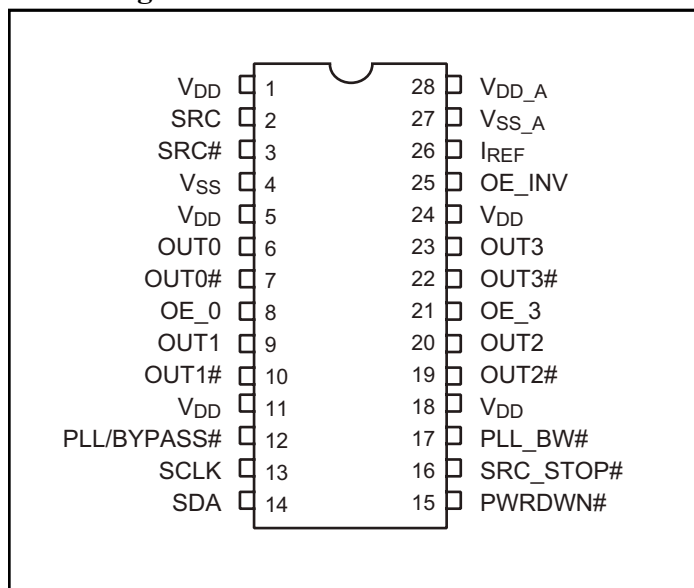 VDD 1 28 VDD_A
SRC 2 27 VSS_A
SRC# 3 26 IREF
VSS 4 25 OE_INV
VDD 5 24 VDD
OUT0 6 23 OUT3
OUT0# 7 22 OUT3#
OE_0 8 21 OE_3
OUT1 9 20 OUT2
OUT1# 10 19 OUT2#
VDD 11 18 VDD
PLL/BYPASS# 12 17 PLL_BW#
SCLK 13 16 SRC_STOP#
SDA 14 15 PWRDWN#